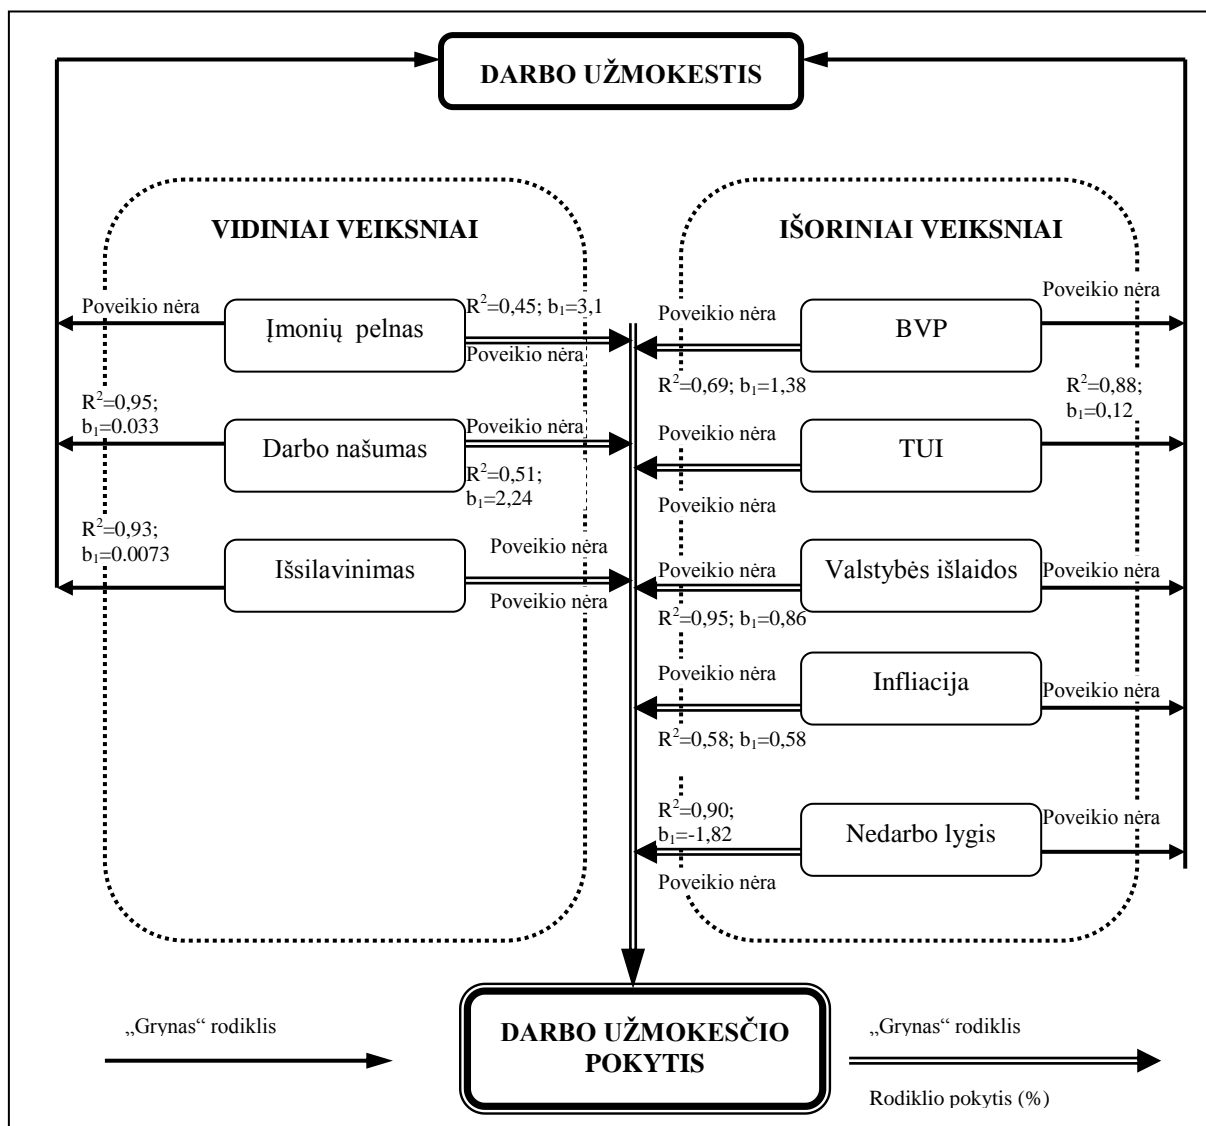 DARBO UŽMOKESTIS
VIDINIAI VEIKSNIAI
IŠORINIAI VEIKSNIAI
Poveikio nėra
Įmonių pelnas
R²=0,45; b₁=3,1
Poveikio nėra
Poveikio nėra
BVP
Poveikio nėra
R²=0,69; b₁=1,38
R²=0,95;
b₁=0.033
Darbo našumas
Poveikio nėra
R²=0,51;
b₁=2,24
Poveikio nėra
TUI
R²=0,88;
b₁=0,12
Poveikio nėra
R²=0,93;
b₁=0.0073
Išsilavinimas
Poveikio nėra
Poveikio nėra
Poveikio nėra
Valstybės išlaidos
Poveikio nėra
R²=0,95; b₁=0,86
Poveikio nėra
Infliacija
Poveikio nėra
R²=0,58; b₁=0,58
R²=0,90;
b₁=-1,82
Nedarbo lygis
Poveikio nėra
Poveikio nėra
„Grynas“ rodiklis
DARBO UŽMOKESČIO
POKYTIS
„Grynas“ rodiklis
Rodiklio pokytis (%)